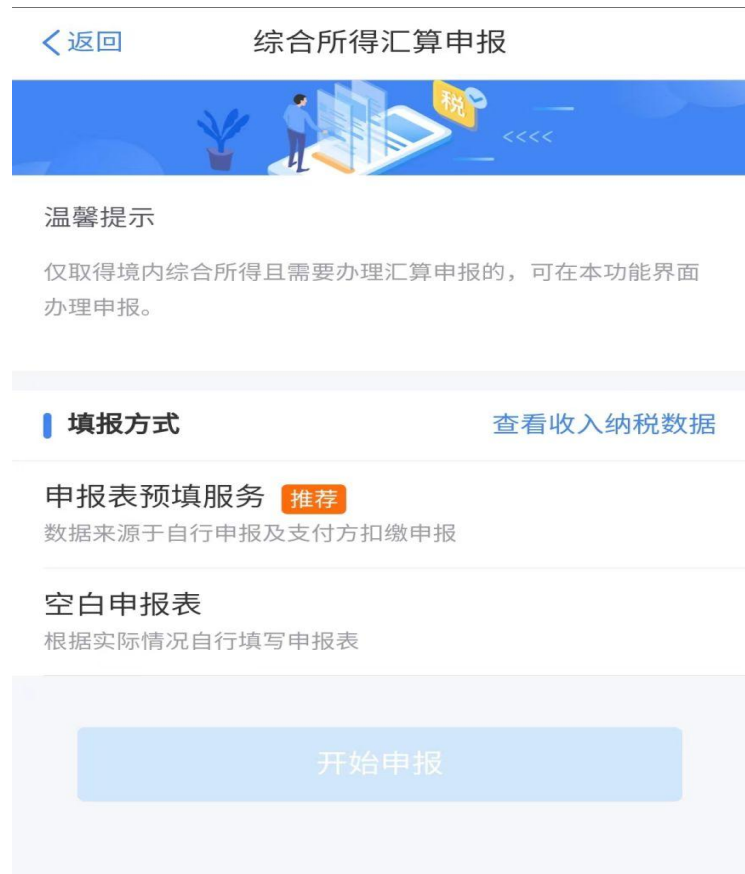 返回
综合所得汇算申报
税
<<<<
温馨提示
仅取得境内综合所得且需要办理汇算申报的，可在本功能界面
办理申报。
填报方式
查看收入纳税数据
申报表预填服务 推荐
数据来源于自行申报及支付方扣缴申报
空白申报表
根据实际情况自行填写申报表
开始申报